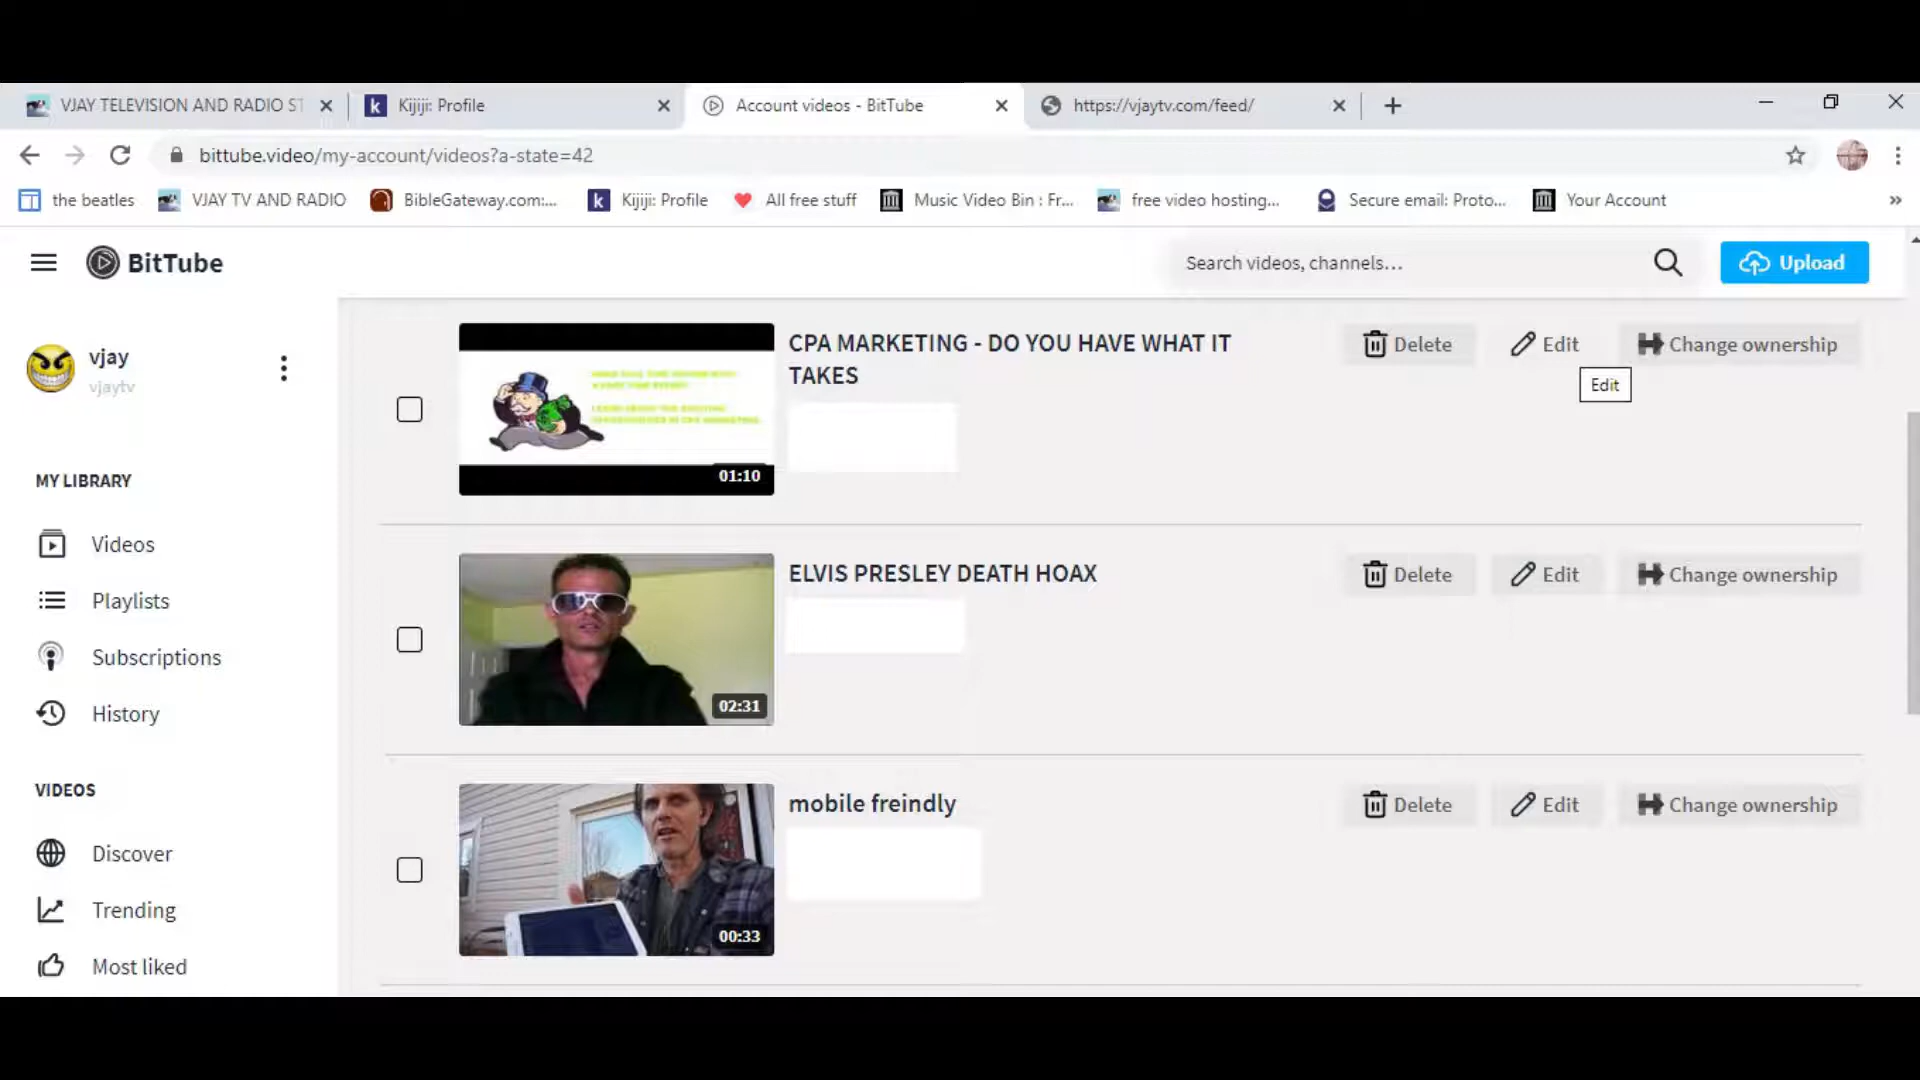 VJAY TELEVISION AND RADIO ST
Kijiji: Profile
Account videos - BitTube
https://vjaytv.com/feed/
bittube.video/my-account/videos?a-state=42
the beatles
VJAY TV AND RADIO
BibleGateway.com:...
Kijiji: Profile
All free stuff
Music Video Bin : Fr...
free video hosting...
Secure email: Proto...
Your Account
BitTube
Search videos, channels...
Upload
vjay
vjaytv
MY LIBRARY
Videos
Playlists
Subscriptions
History
VIDEOS
Discover
Trending
Most liked
CPA MARKETING - DO YOU HAVE WHAT IT
TAKES
01:10
Delete
Edit
Change ownership
Edit
ELVIS PRESLEY DEATH HOAX
02:31
Delete
Edit
Change ownership
mobile freindly
00:33
Delete
Edit
Change ownership